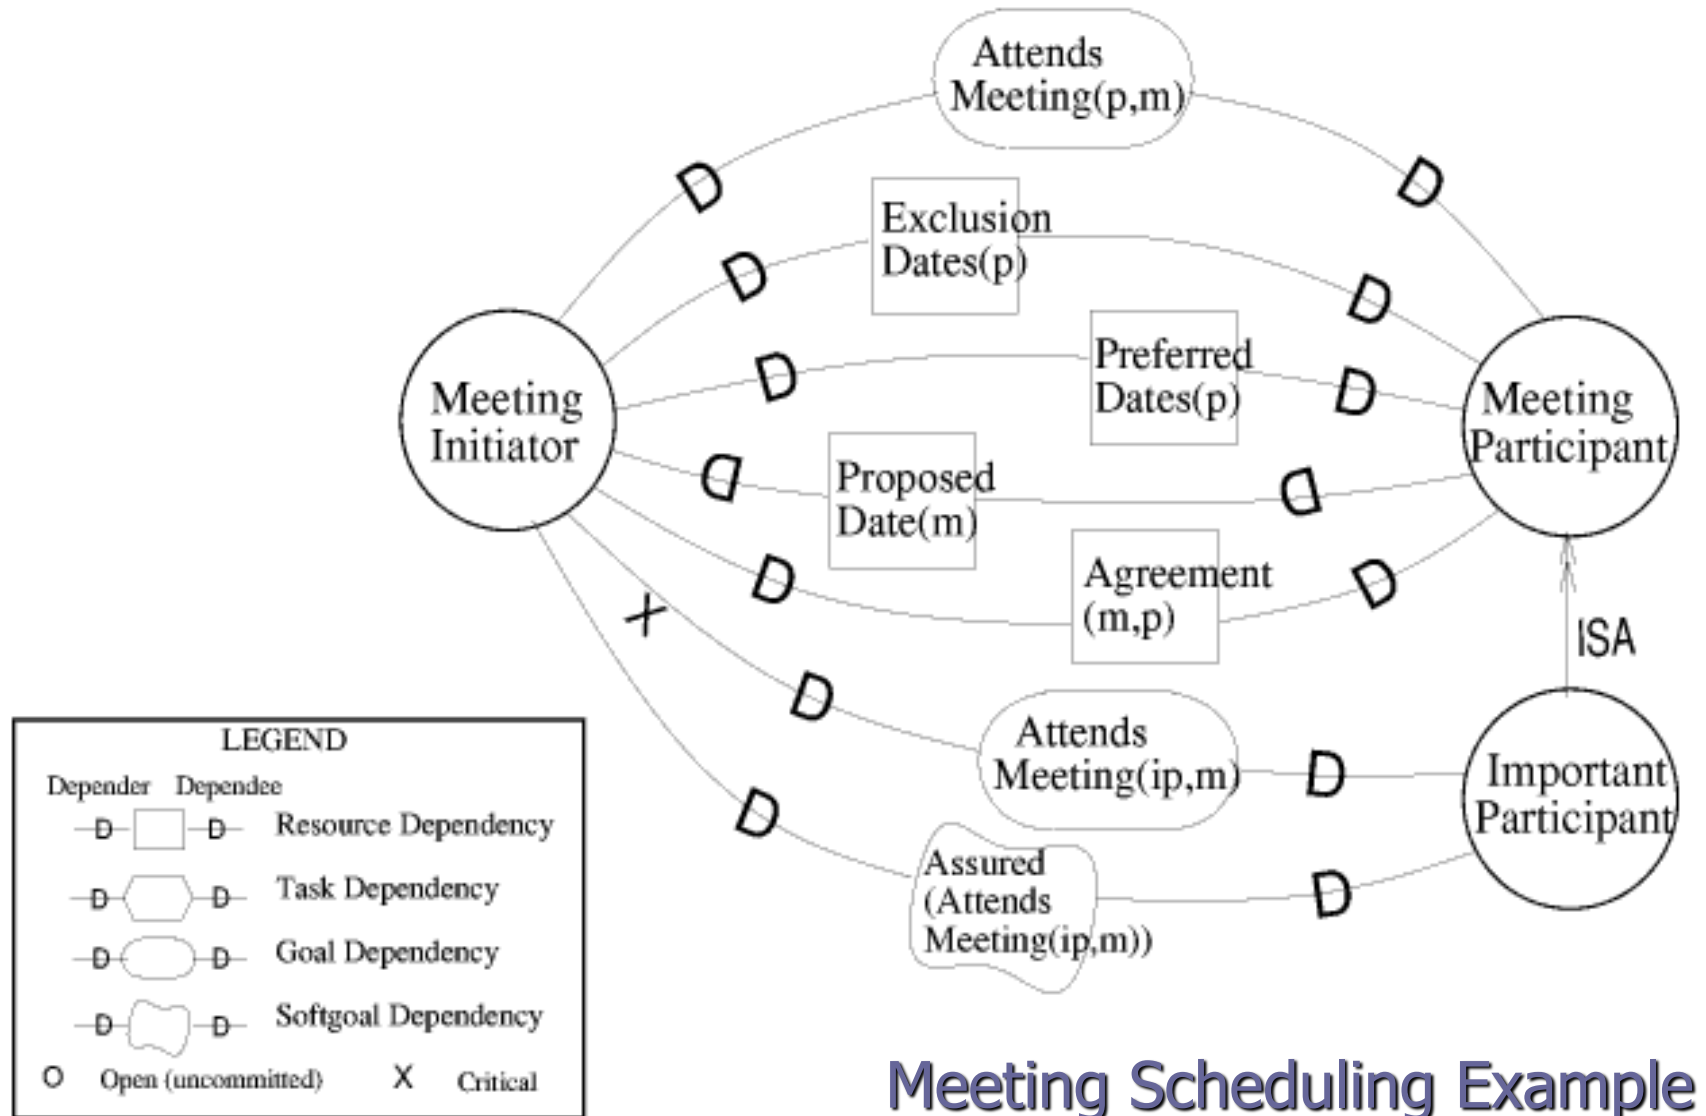 Attends
Meeting(p,m)
D
D
Exclusion
Dates(p)
D
D
Preferred
Dates(p)
D
D
Meeting
Initiator
Meeting
Participant
Proposed
Date(m)
D
D
Agreement
(m,p)
D
D
X
ISA
D
Attends
Meeting(ip,m)
D
Important
Participant
D
Assured
(Attends
Meeting(ip,m))
D
LEGEND
Depender Dependee
D D Resource Dependency
D D Task Dependency
D D Goal Dependency
D D Softgoal Dependency
O Open (uncommitted) X Critical
Meeting Scheduling Example